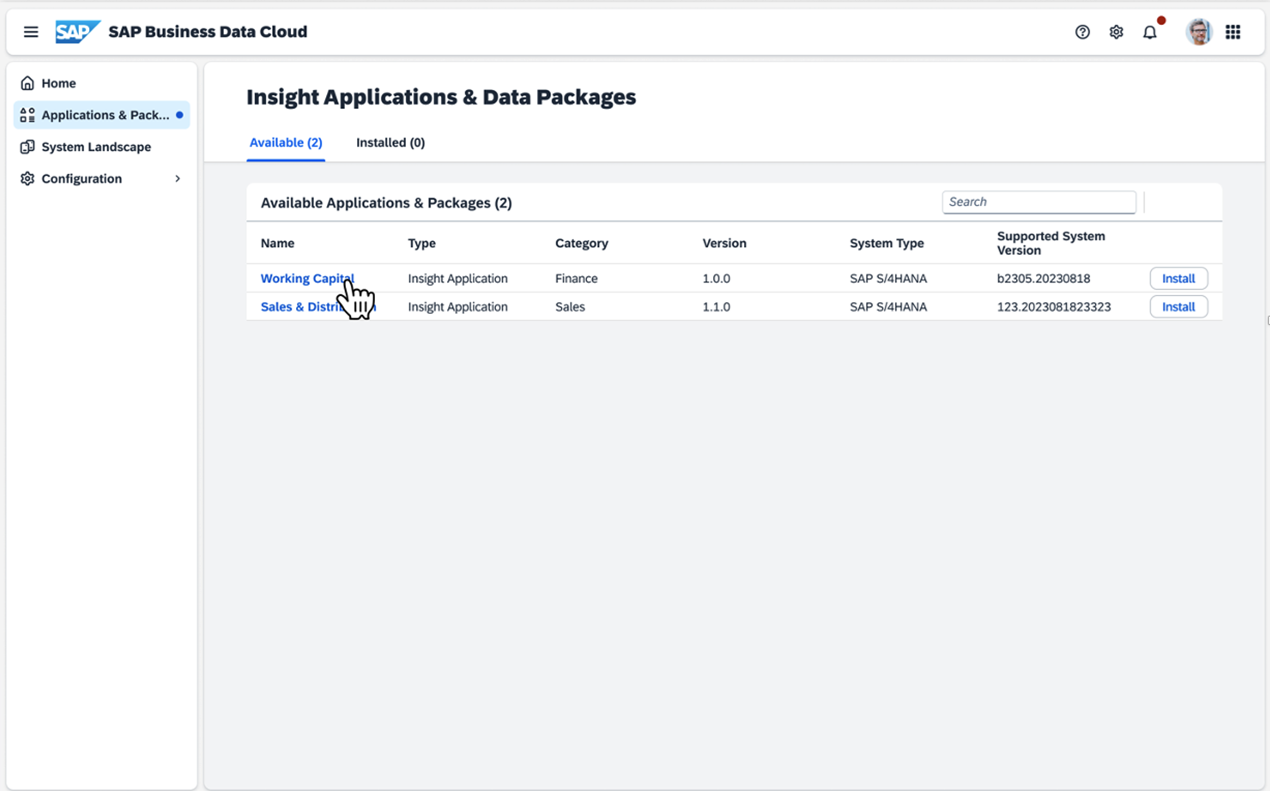 SAP SAP Business Data Cloud
Home
Applications & Pack...
System Landscape
Configuration
Insight Applications & Data Packages
Available (2) Installed (0)
Available Applications & Packages (2) Search
Name Type Category Version System Type Supported System Version
Working Capital Insight Application Finance 1.0.0 SAP S/4HANA b2305.20230818 Install
Sales & Insight Application Sales 1.1.0 SAP S/4HANA 123.2023081823323 Install